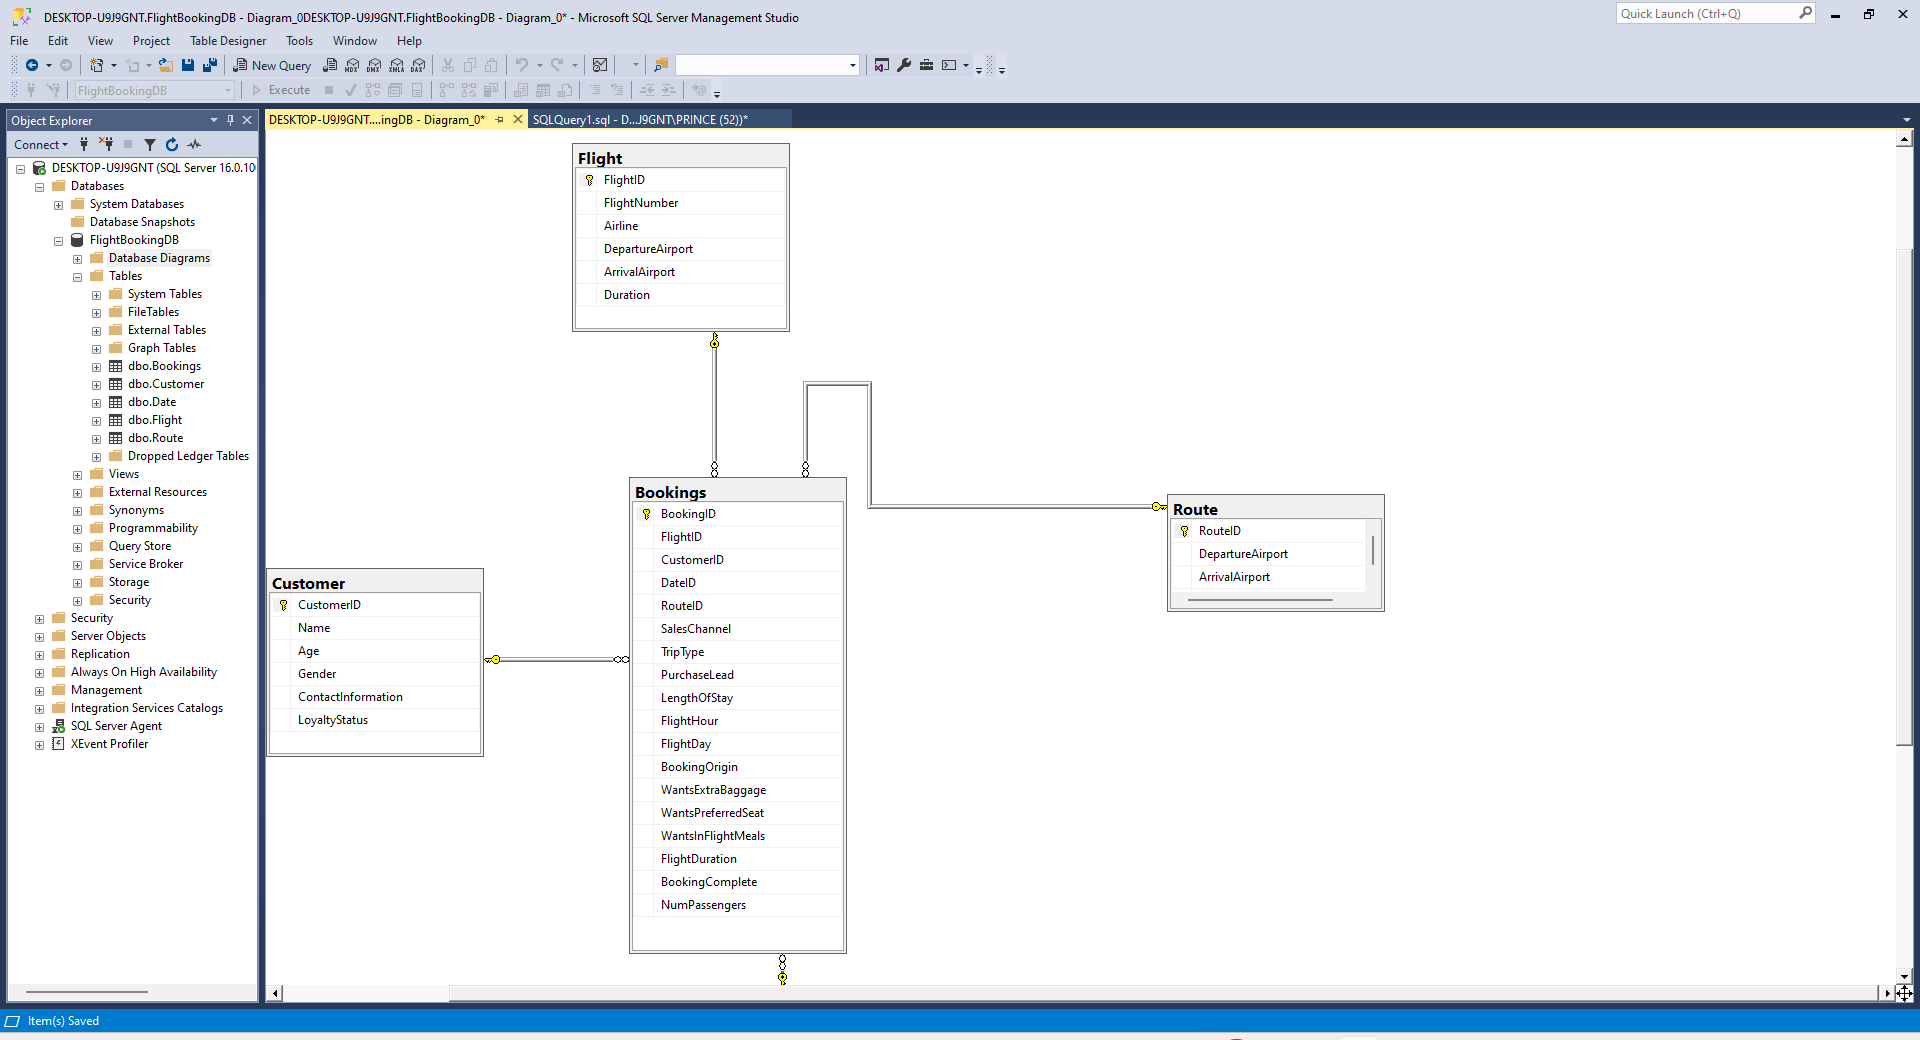 DESKTOP-U9J9GNT.FlightBookingDB - Diagram_0DESKTOP-U9J9GNT.FlightBookingDB - Diagram_0* - Microsoft SQL Server Management Studio
Quick Launch (Ctrl+Q)
File Edit View Project Table Designer Tools Window Help
New Query MDX DMX XMLA DAX
FlightBookingDB Execute
Object Explorer
DESKTOP-U9J9GNT....ingDB - Diagram_0*
SQLQuery1.sql - D...J9GNT\PRINCE (52))*
Connect
DESKTOP-U9J9GNT (SQL Server 16.0.10
Databases
System Databases
Database Snapshots
FlightBookingDB
Database Diagrams
Tables
System Tables
FileTables
External Tables
Graph Tables
dbo.Bookings
dbo.Customer
dbo.Date
dbo.Flight
dbo.Route
Dropped Ledger Tables
Views
External Resources
Synonyms
Programmability
Query Store
Service Broker
Storage
Security
Security
Server Objects
Replication
Always On High Availability
Management
Integration Services Catalogs
SQL Server Agent
XEvent Profiler
Flight
FlightID
FlightNumber
Airline
DepartureAirport
ArrivalAirport
Duration
Bookings
BookingID
FlightID
CustomerID
DateID
RouteID
SalesChannel
TripType
PurchaseLead
LengthOfStay
FlightHour
FlightDay
BookingOrigin
WantsExtraBaggage
WantsPreferredSeat
WantsInFlightMeals
FlightDuration
BookingComplete
NumPassengers
Route
RouteID
DepartureAirport
ArrivalAirport
Customer
CustomerID
Name
Age
Gender
ContactInformation
LoyaltyStatus
Item(s) Saved